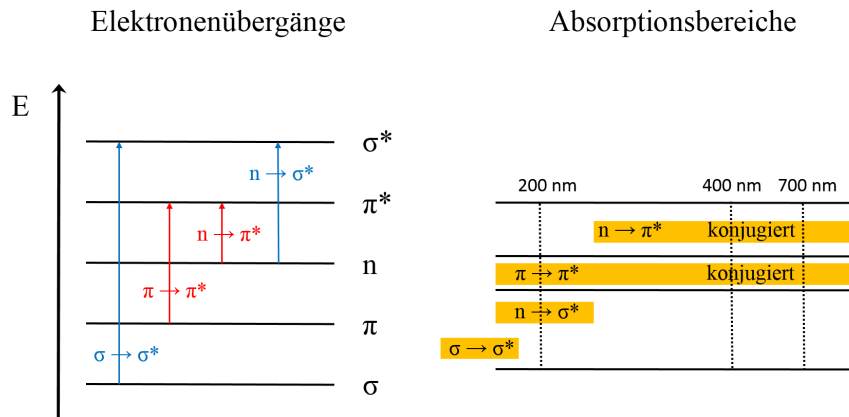 Elektronenübergänge
Absorptionsbereiche
E
σ*
n → σ*
π*
n → π*
n
π → π*
π
σ → σ*
σ
200 nm
400 nm
700 nm
n → π*
konjugiert
π → π*
konjugiert
n → σ*
σ → σ*